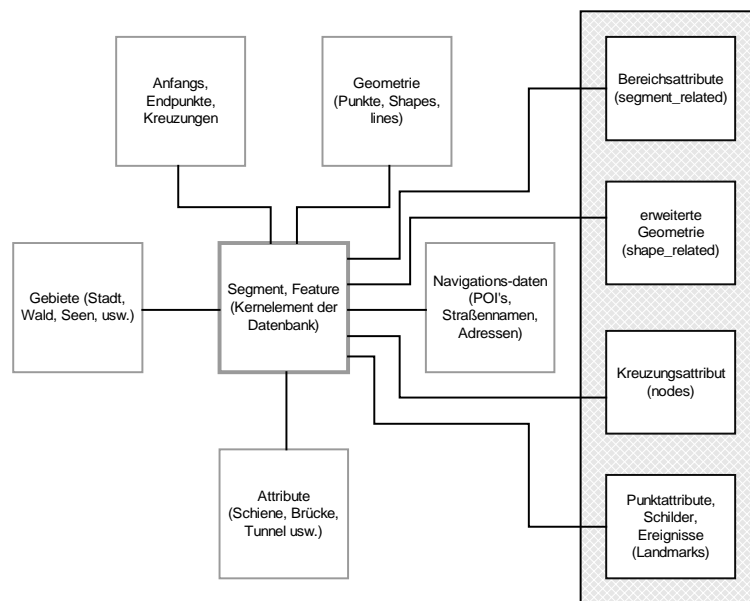 Anfangs,
Endpunkte,
Kreuzungen
Geometrie
(Punkte, Shapes,
lines)
Bereichsattribute
(segment_related)
erweiterte
Geometrie
(shape_related)
Gebiete (Stadt,
Wald, Seen, usw.)
Segment, Feature
(Kernelement der
Datenbank)
Navigations-daten
(POI's,
Straßennamen,
Adressen)
Kreuzungsattribut
(nodes)
Attribute
(Schiene, Brücke,
Tunnel usw.)
Punktattribute,
Schilder,
Ereignisse
(Landmarks)